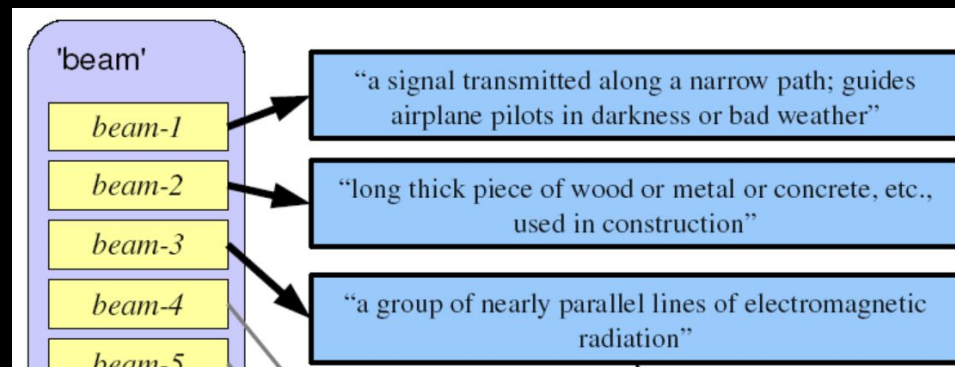 'beam'
beam-1
beam-2
beam-3
beam-4
beam-5
“a signal transmitted along a narrow path; guides
airplane pilots in darkness or bad weather”
“long thick piece of wood or metal or concrete, etc.,
used in construction”
“a group of nearly parallel lines of electromagnetic
radiation”